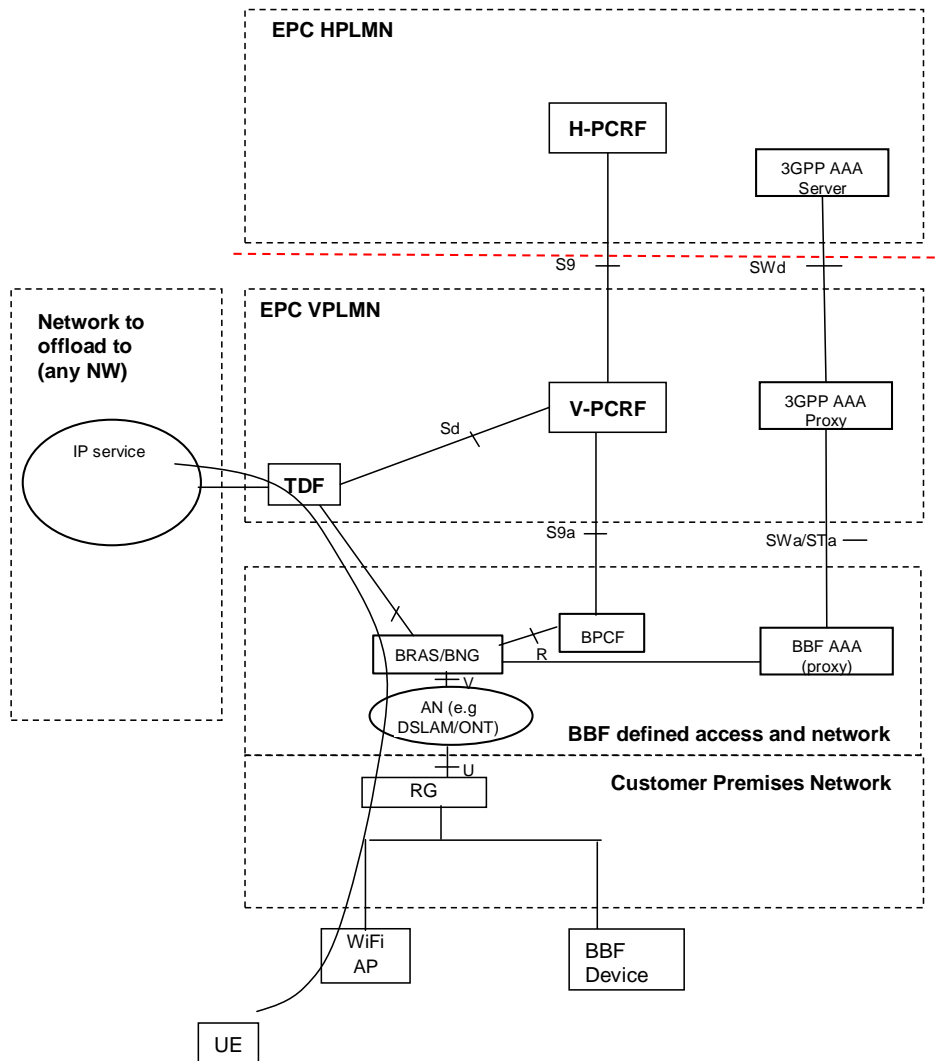 EPC HPLMN
H-PCRF
3GPP AAA
Server
S9
SWd
Network to
offload to
(any NW)
EPC VPLMN
V-PCRF
3GPP AAA
Proxy
Sd
IP service
TDF
S9a
SWa/STa
BPCF
BRAS/BNG
R
BBF AAA
(proxy)
V
AN (e.g
DSLAM/ONT)
BBF defined access and network
U
RG
Customer Premises Network
WiFi
AP
BBF
Device
UE